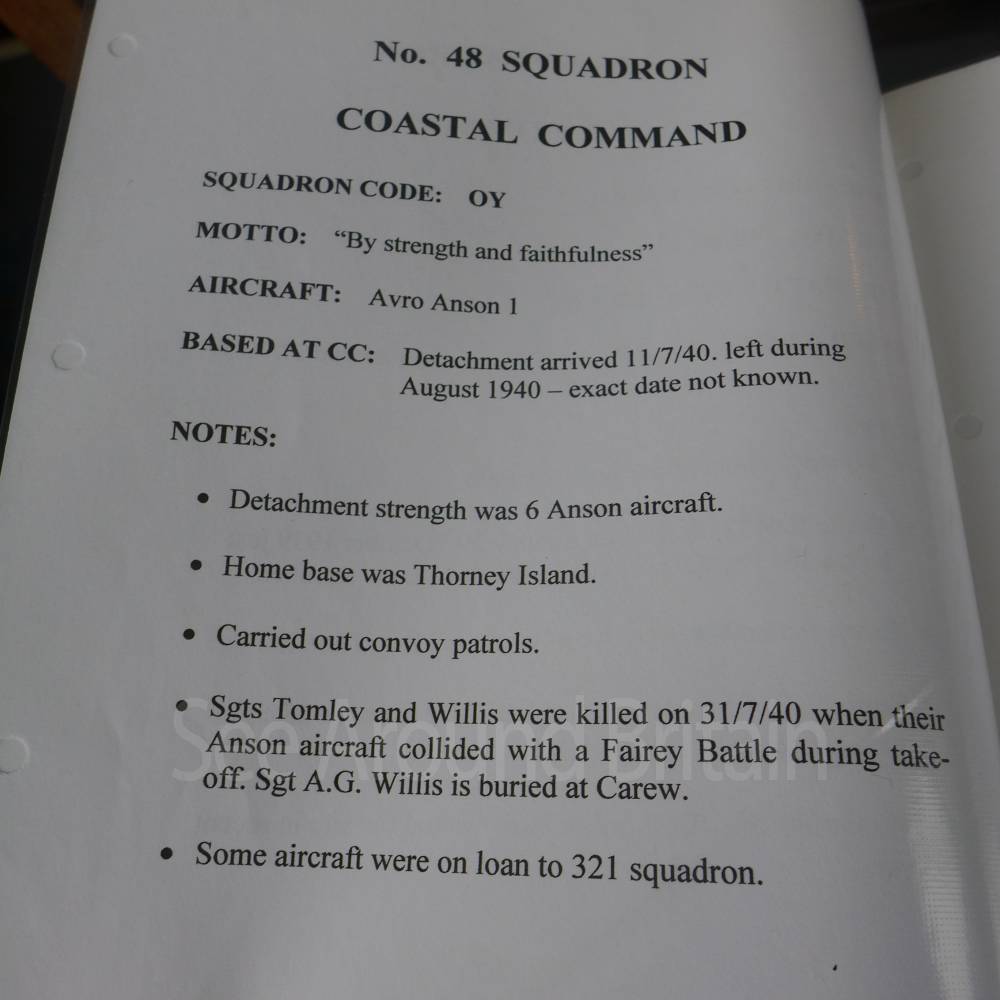 No. 48 SQUADRON
COASTAL COMMAND
SQUADRON CODE: OY
MOTTO: “By strength and faithfulness”
AIRCRAFT: Avro Anson 1
BASED AT CC: Detachment arrived 11/7/40. left during
August 1940 – exact date not known.
NOTES:
• Detachment strength was 6 Anson aircraft.
• Home base was Thorney Island.
• Carried out convoy patrols.
• Sgts Tomley and Willis were killed on 31/7/40 when their
Anson aircraft collided with a Fairey Battle during take-
off. Sgt A.G. Willis is buried at Carew.
• Some aircraft were on loan to 321 squadron.
See Around Britain